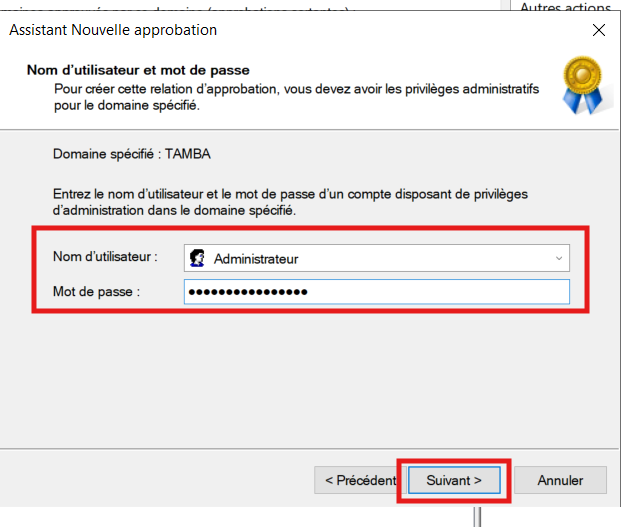 Autres actions
Assistant Nouvelle approbation
Nom d'utilisateur et mot de passe
Pour créer cette relation d'approbation, vous devez avoir les privilèges administratifs
pour le domaine spécifié.
Domaine spécifié : TAMBA
Entrez le nom d'utilisateur et le mot de passe d'un compte disposant de privilèges
d'administration dans le domaine spécifié.
Nom d'utilisateur :
Administrateur
Mot de passe :
••••••••••••••••
< Précédent
Suivant >
Annuler